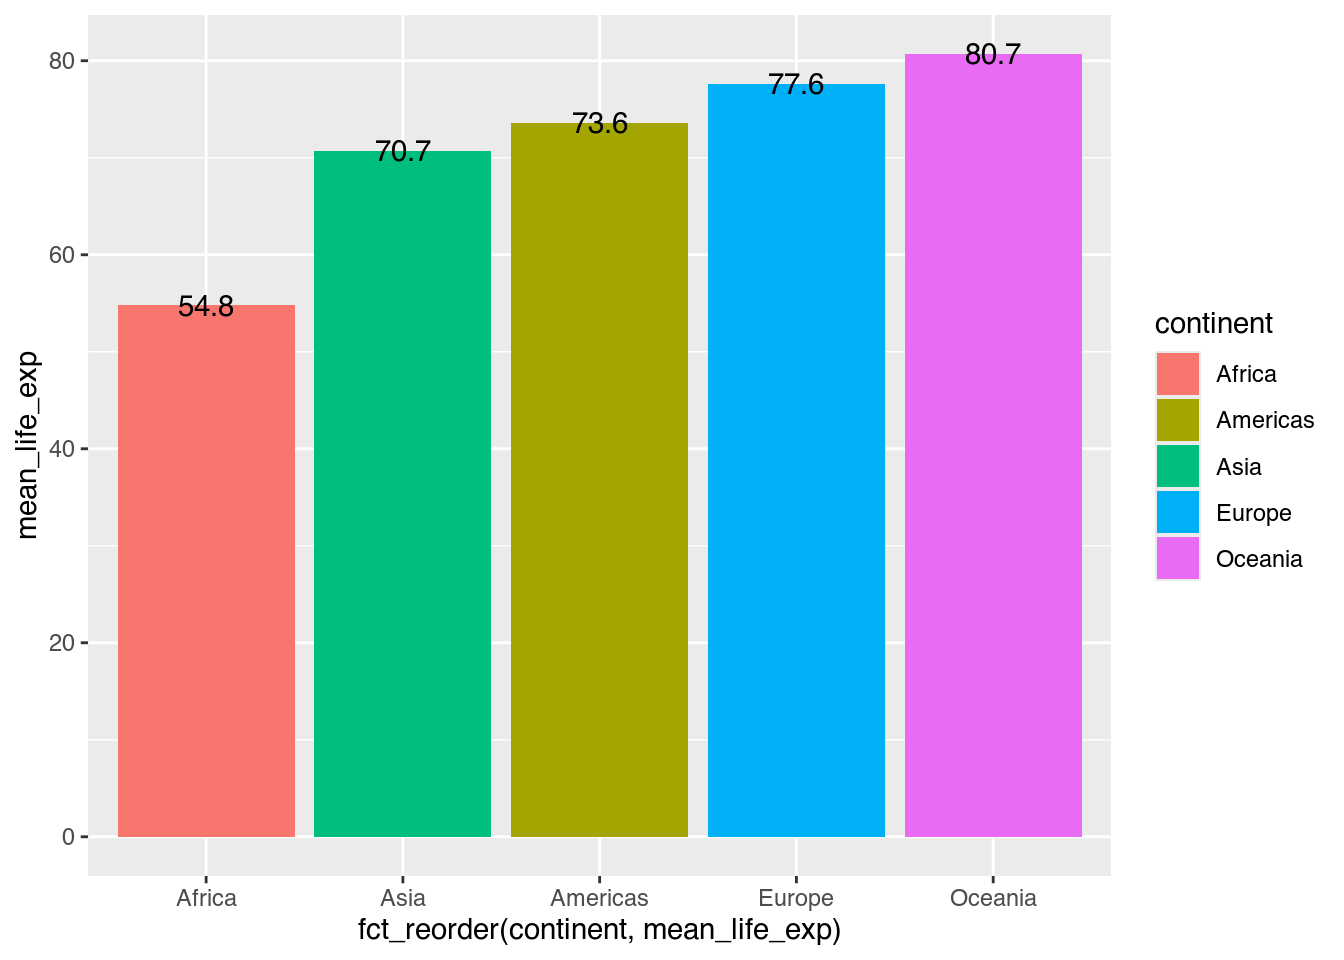 80
60
40
20
0
mean_life_exp
54.8
70.7
73.6
77.6
80.7
Africa
Asia
Americas
Europe
Oceania
fct_reorder(continent, mean_life_exp)
continent
Africa
Americas
Asia
Europe
Oceania